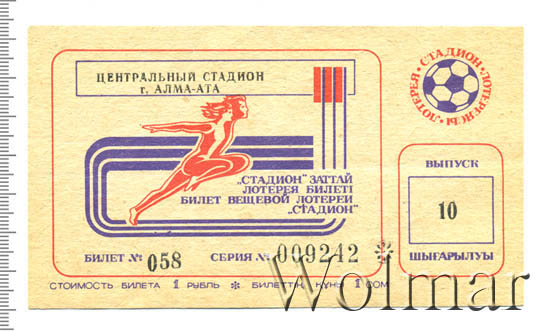 ЦЕНТРАЛЬНЫЙ СТАДИОН
г. АЛМА-АТА
СТАДИОН • ЛОТЕРЕЯСЫ • ЛОТЕРЕЯ •
„СТАДИОН" ЗАТТАЙ
ЛОТЕРЕЯ БИЛЕТІ
БИЛЕТ ВЕЩЕВОЙ ЛОТЕРЕИ
„СТАДИОН"
ВЫПУСК
10
ШЫҒАРЫЛУЫ
БИЛЕТ № 058 СЕРИЯ № 009242 *
СТОИМОСТЬ БИЛЕТА 1 РУБЛЬ * БИЛЕТТІҢ ҚҰНЫ 1 СОМ
Wolmar